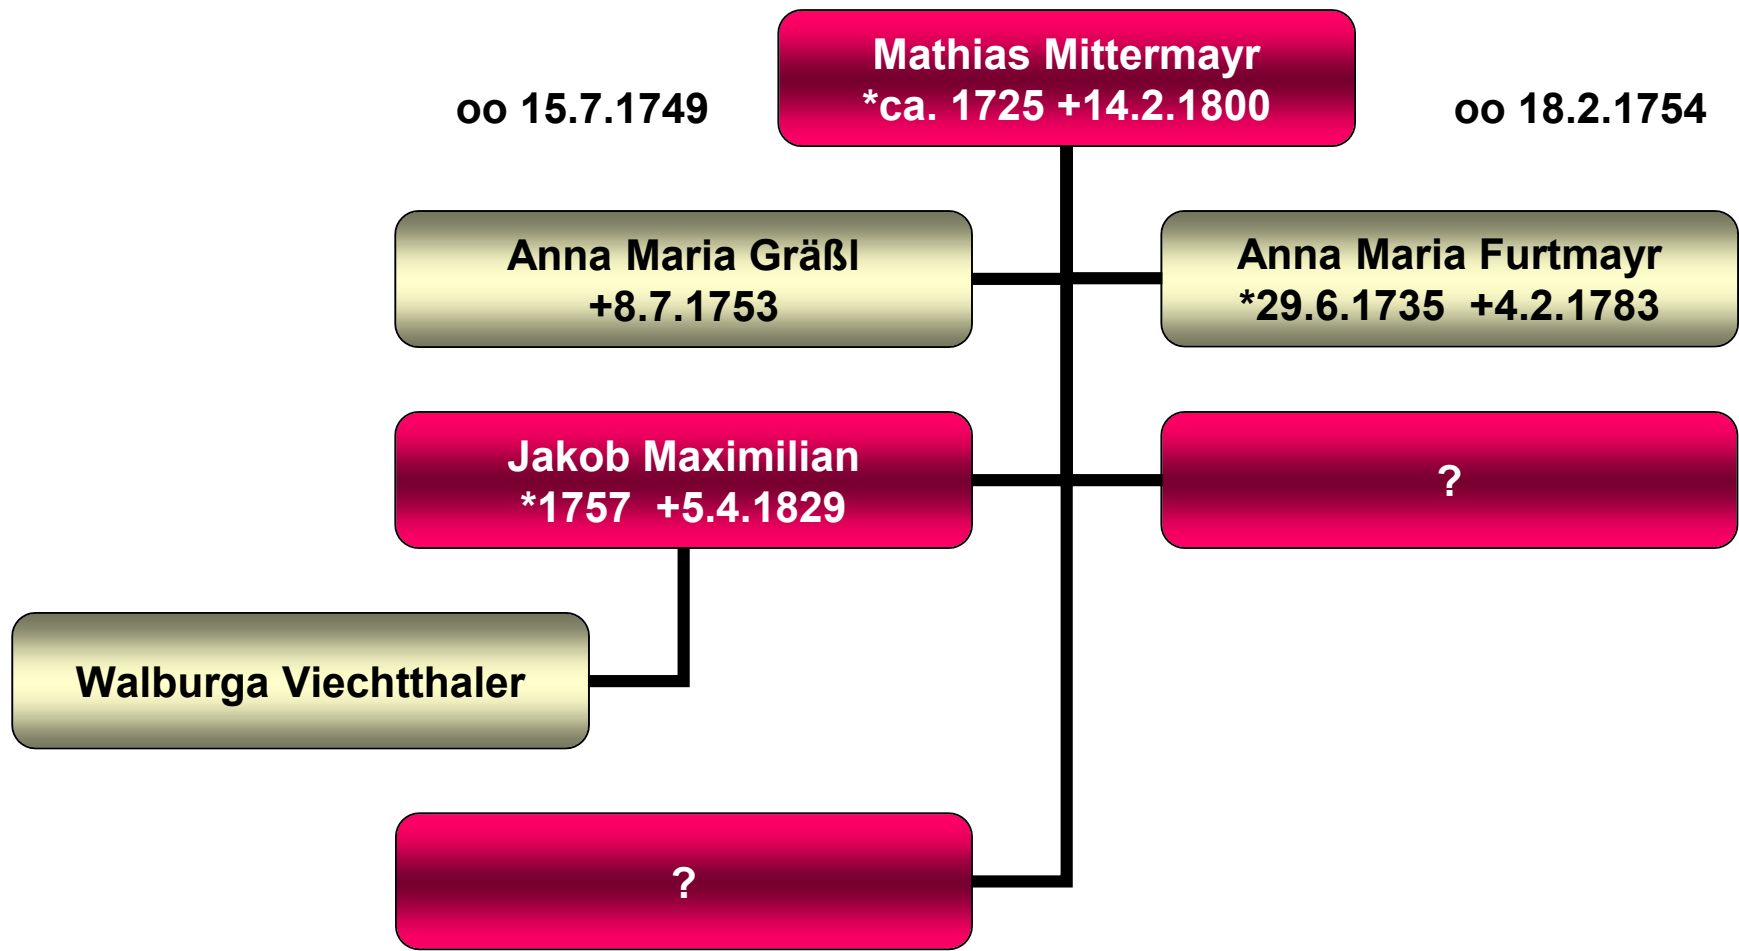 Mathias Mittermayr
*ca. 1725 +14.2.1800
oo 15.7.1749
oo 18.2.1754
Anna Maria Gräßl
+8.7.1753
Anna Maria Furtmayr
*29.6.1735  +4.2.1783
Jakob Maximilian
*1757  +5.4.1829
?
Walburga Viechtthaler
?